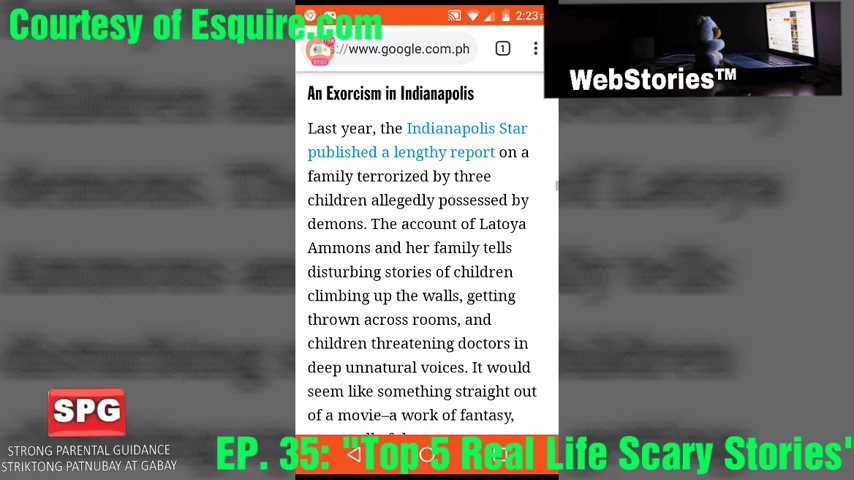 Courtesy of Esquire.com
2:23
://www.google.com.ph
1
WebStories™
An Exorcism in Indianapolis
Last year, the Indianapolis Star
published a lengthy report on a
family terrorized by three
children allegedly possessed by
demons. The account of Latoya
Ammons and her family tells
disturbing stories of children
climbing up the walls, getting
thrown across rooms, and
children threatening doctors in
deep unnatural voices. It would
seem like something straight out
of a movie–a work of fantasy,
SPG
STRONG PARENTAL GUIDANCE
STRIKTONG PATNUBAY AT GABAY
EP. 35: "Top 5 Real Life Scary Stories"